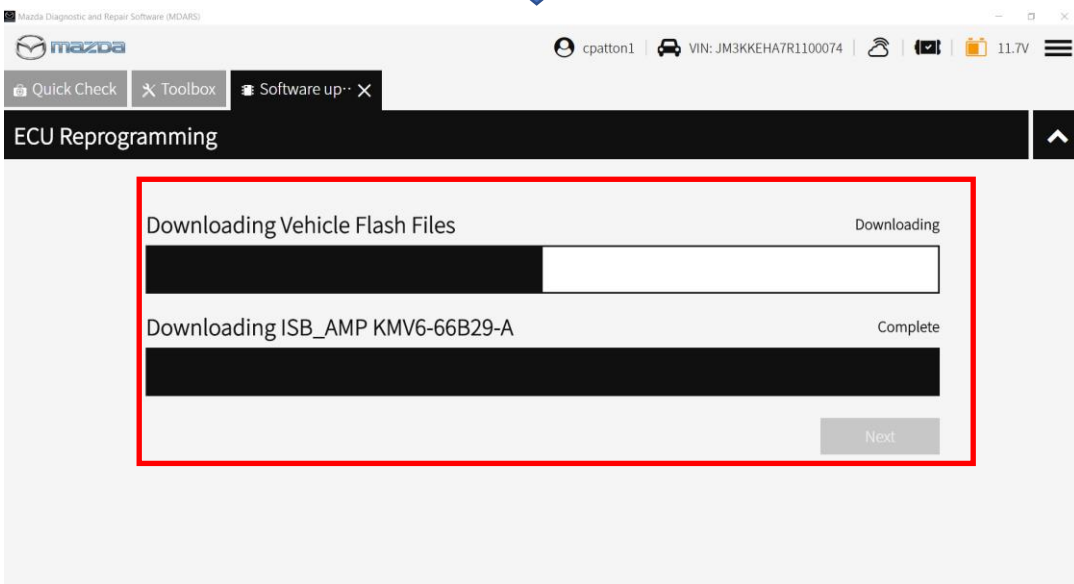 Mazda Diagnostic and Repair Software (MDARS)
mazda
cpatton1
VIN: JM3KKEHA7R1100074
11.7V
Quick Check
Toolbox
Software up··
ECU Reprogramming
Downloading Vehicle Flash Files
Downloading
Downloading ISB_AMP KMV6-66B29-A
Complete
Next